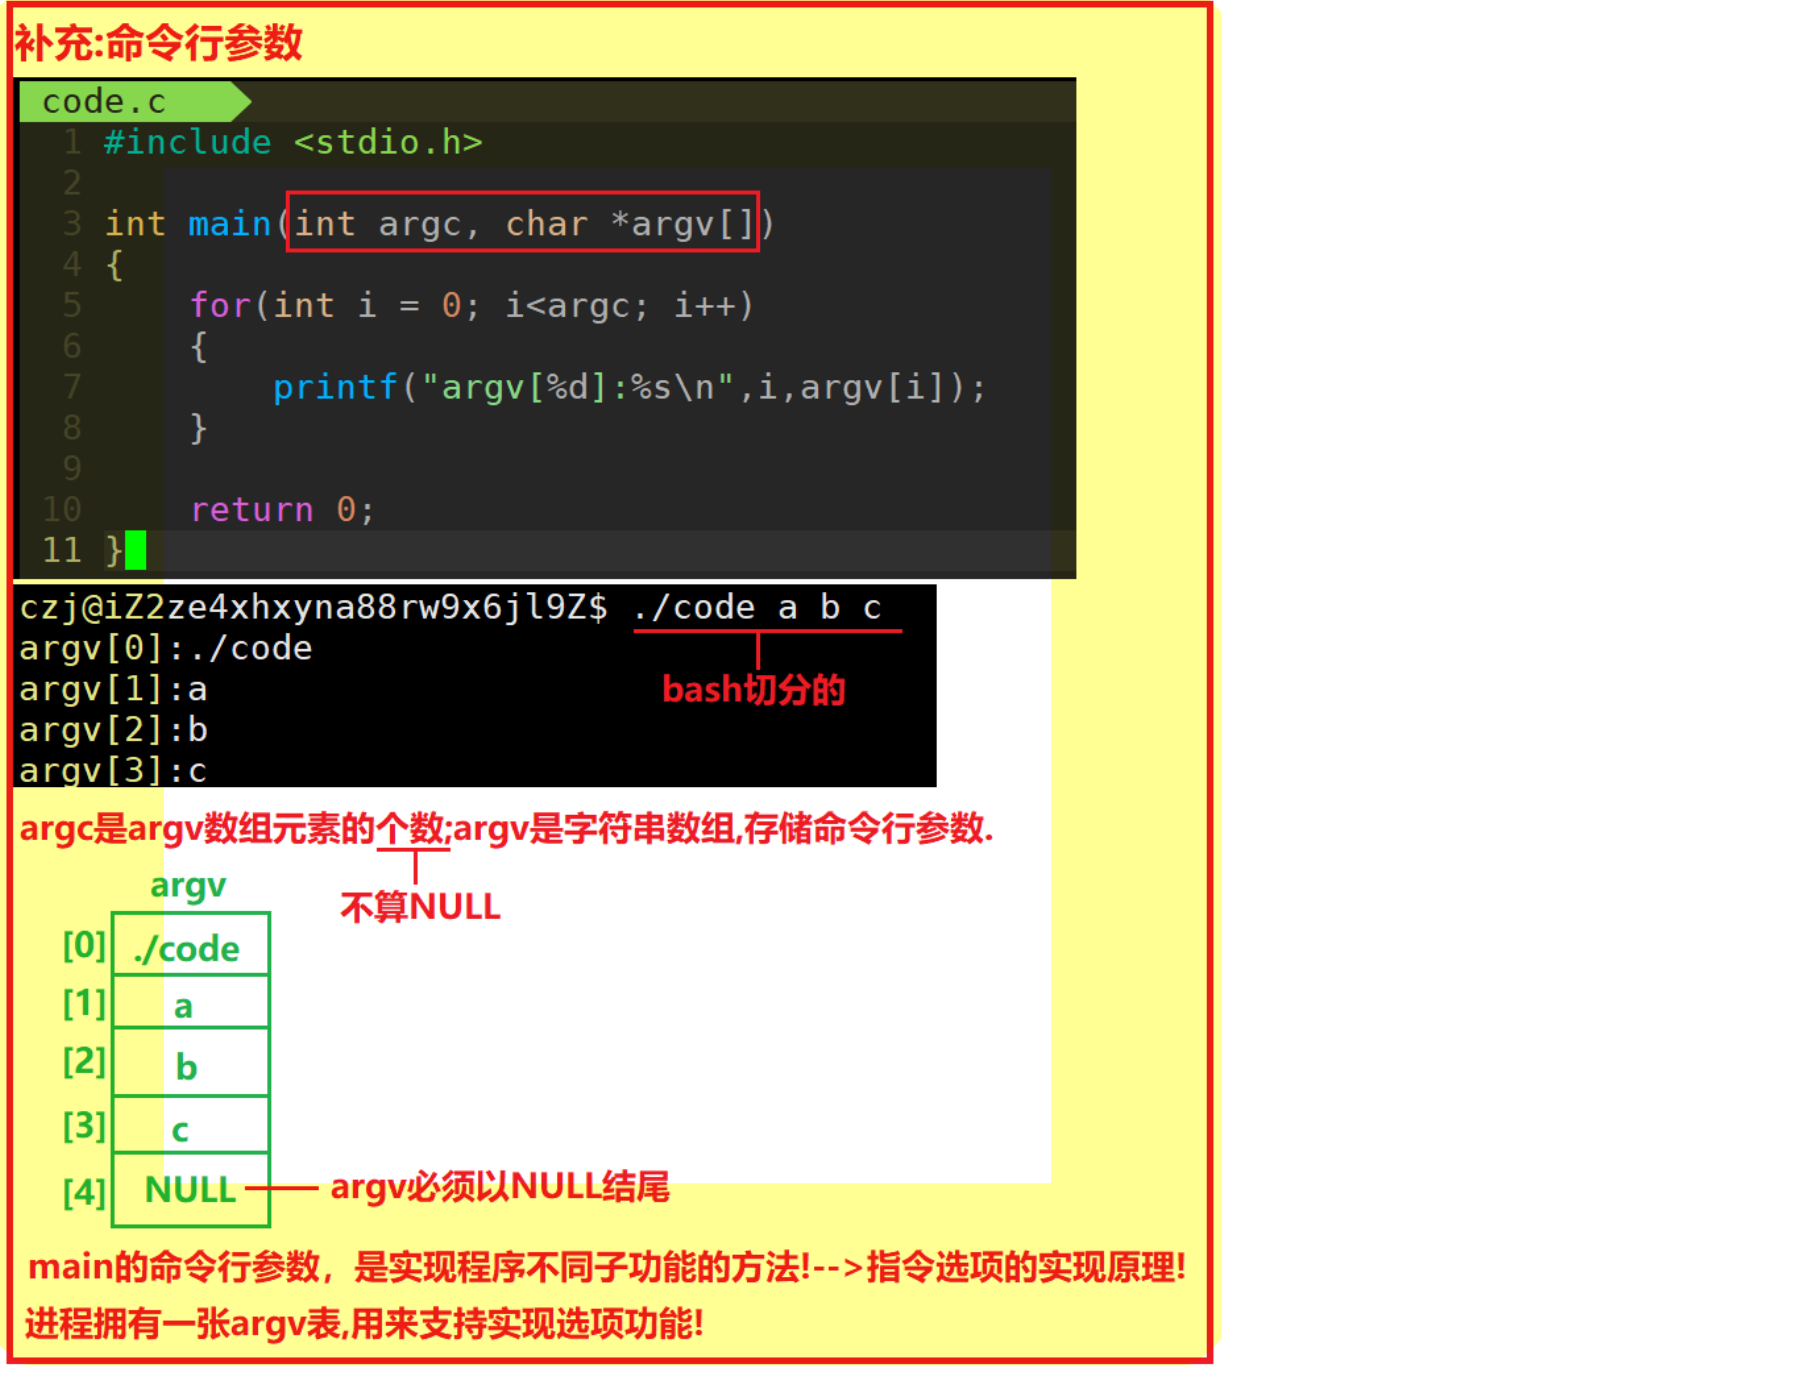 补充:命令行参数
code.c
1 #include <stdio.h>
2
3 int main(int argc, char *argv[])
4 {
5     for(int i = 0; i<argc; i++)
6     {
7         printf("argv[%d]:%s\n",i,argv[i]);
8     }
9
10     return 0;
11 }
czj@iZ2ze4xhxyna88rw9x6jl9Z$ ./code a b c
argv[0]:./code
argv[1]:a
bash切分的
argv[2]:b
argv[3]:c
argc是argv数组元素的个数;argv是字符串数组,存储命令行参数.
不算NULL
argv
[0] ./code
[1] a
[2] b
[3] c
[4] NULL
argv必须以NULL结尾
main的命令行参数，是实现程序不同子功能的方法!-->指令选项的实现原理!
进程拥有一张argv表,用来支持实现选项功能!